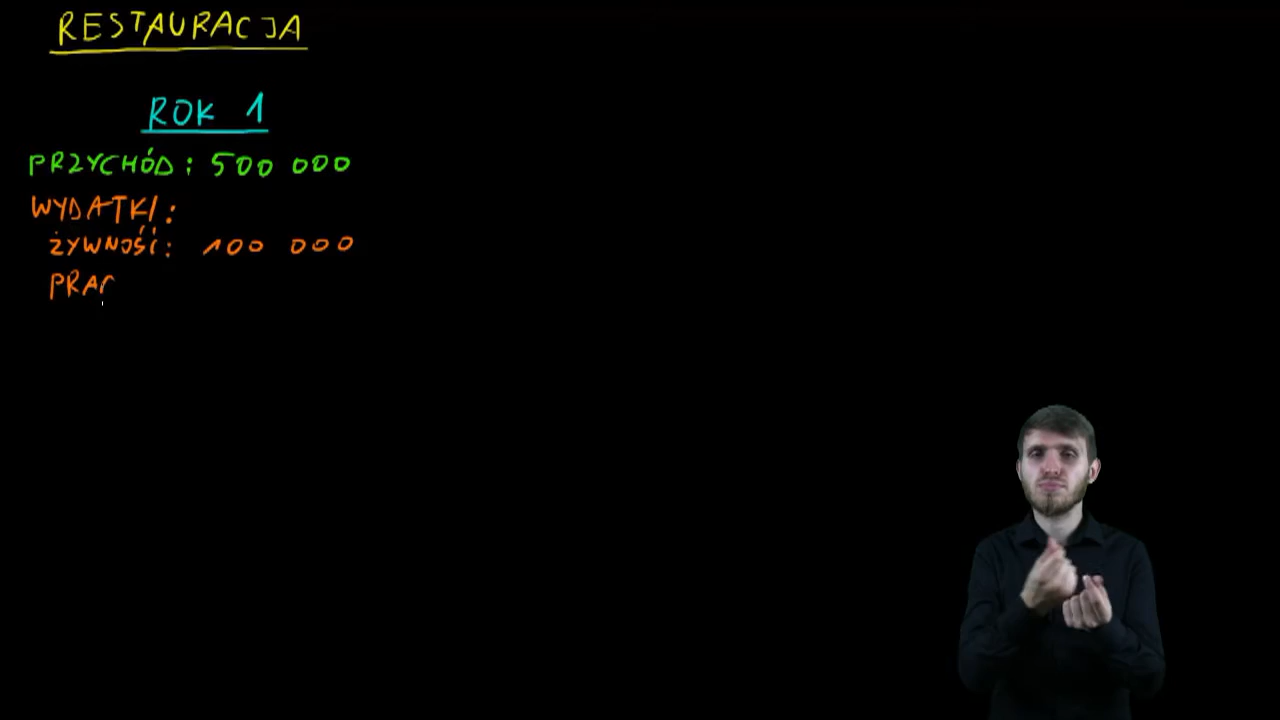 RESTAURACJA
ROK 1
PRZYCHÓD: 500 000
WYDATKI:
ŻYWNOŚĆ: 100 000
PRAC